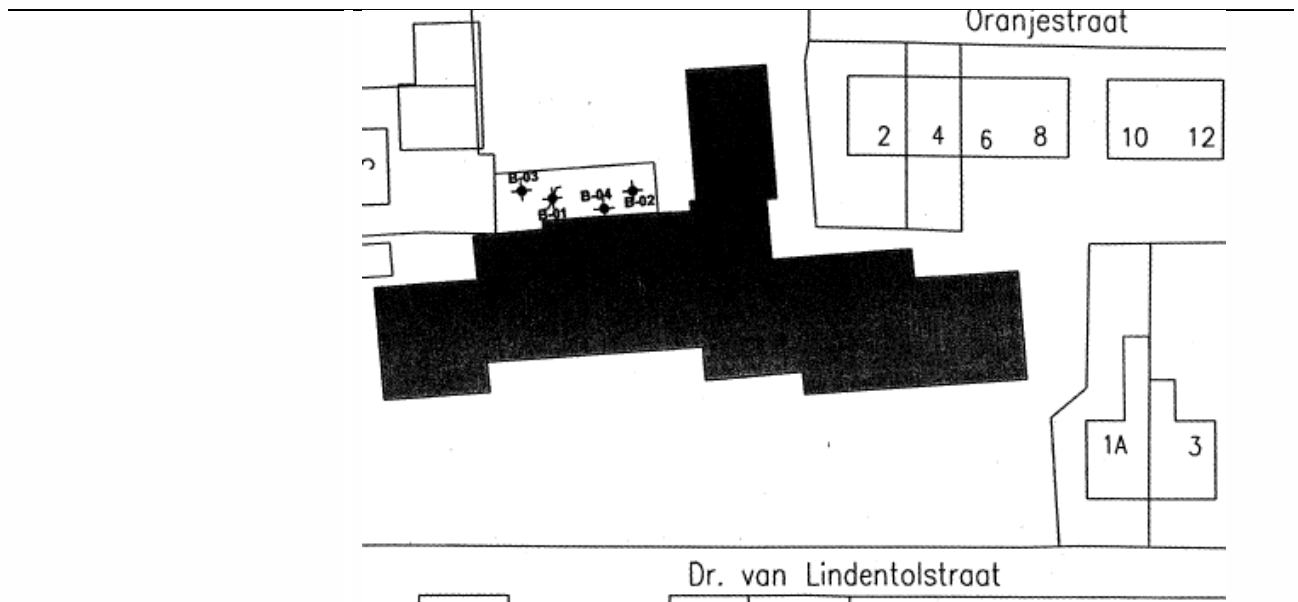 Oranjestraat
2 4 6 8 10 12
B-03
B-04
B-02
B-01
1A 3
Dr. van Lindentolstraat